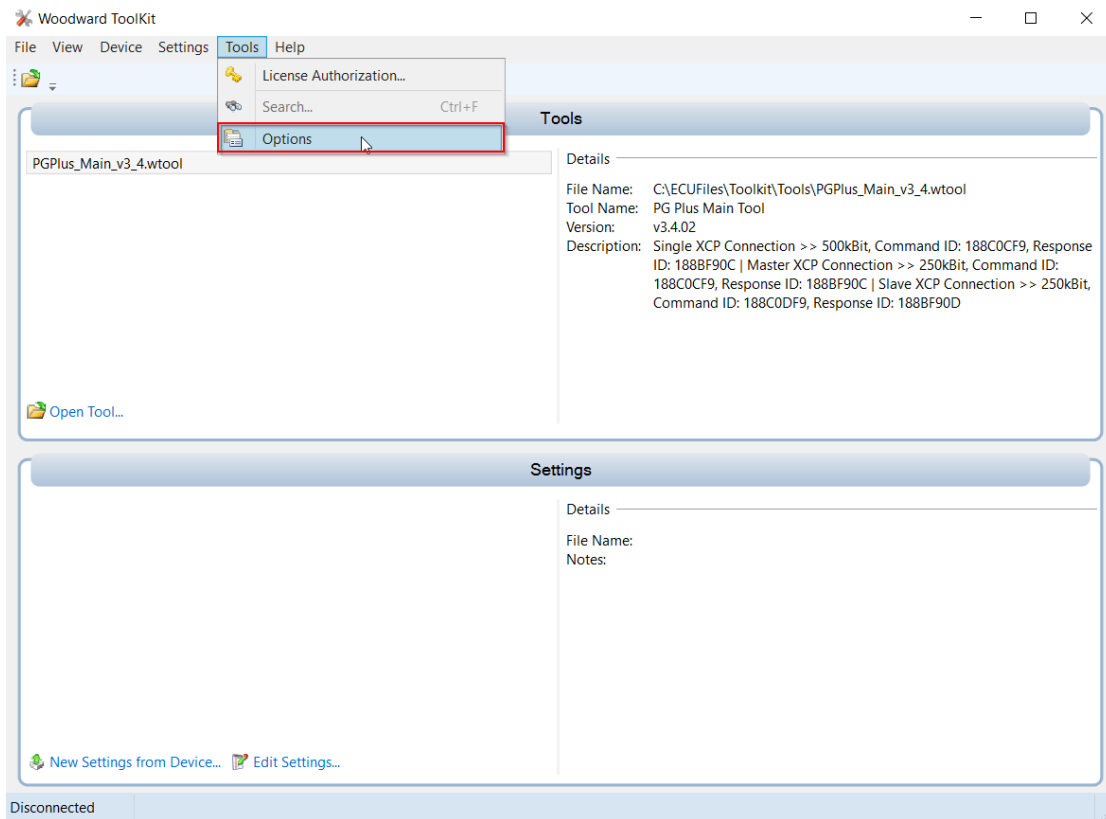 Woodward ToolKit
File View Device Settings Tools Help
License Authorization...
Search... Ctrl+F
Options
Tools
PGPlus_Main_v3_4.wtool
Details
File Name: C:\ECUFiles\Toolkit\Tools\PGPlus_Main_v3_4.wtool
Tool Name: PG Plus Main Tool
Version: v3.4.02
Description: Single XCP Connection >> 500kBit, Command ID: 188C0CF9, Response
ID: 188BF90C | Master XCP Connection >> 250kBit, Command ID:
188C0CF9, Response ID: 188BF90C | Slave XCP Connection >> 250kBit,
Command ID: 188C0DF9, Response ID: 188BF90D
Open Tool...
Settings
Details
File Name:
Notes:
New Settings from Device... Edit Settings...
Disconnected